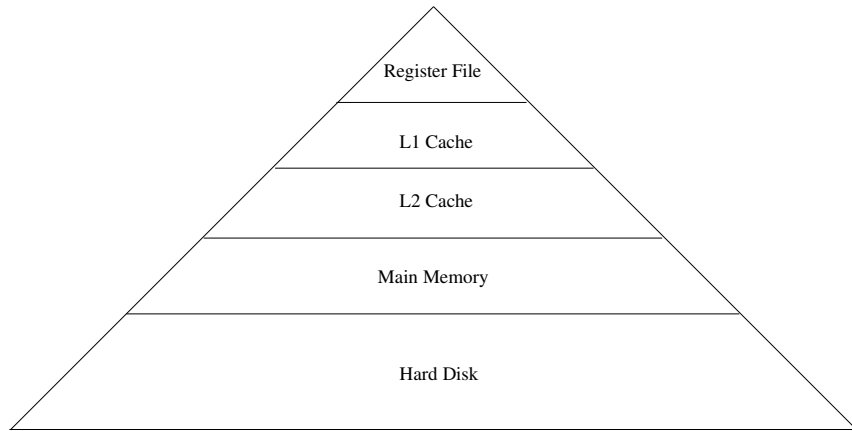 Register File
L1 Cache
L2 Cache
Main Memory
Hard Disk